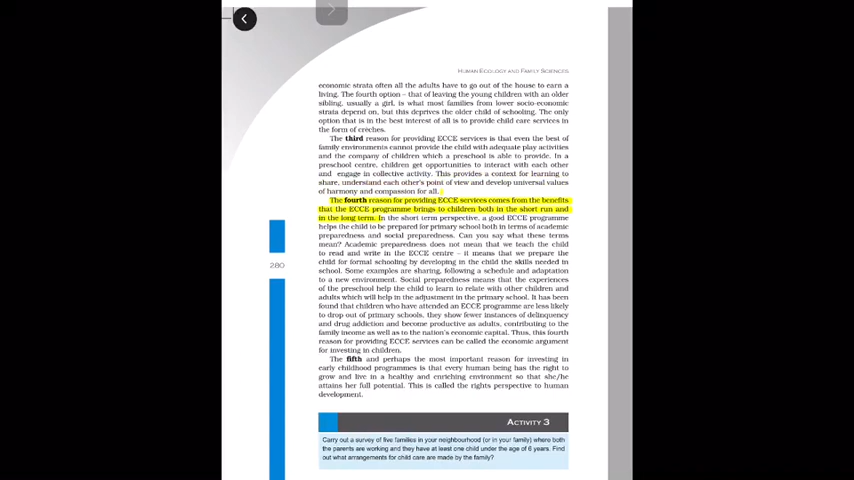 HUMAN ECOLOGY AND FAMILY SCIENCES
economic strata often all the adults have to go out of the house to earn a
living. The fourth option – that of leaving the young children with an older
sibling, usually a girl, is what most families from lower socio-economic
strata depend on, but this deprives the older child of schooling. The only
option that is in the best interest of all is to provide child care services in
the form of crèches.
The third reason for providing ECCE services is that even the best of
family environments cannot provide the child with adequate play activities
and the company of children which a preschool is able to provide. In a
preschool centre, children get opportunities to interact with each other
and engage in collective activity. This provides a context for learning to
share, understand each other's point of view and develop universal values
of harmony and compassion for all.
The fourth reason for providing ECCE services comes from the benefits
that the ECCE programme brings to children both in the short run and
in the long term. In the short term perspective, a good ECCE programme
helps the child to be prepared for primary school both in terms of academic
preparedness and social preparedness. Can you say what these terms
mean? Academic preparedness does not mean that we teach the child
to read and write in the ECCE centre – it means that we prepare the
child for formal schooling by developing in the child the skills needed in
school. Some examples are sharing, following a schedule and adaptation
to a new environment. Social preparedness means that the experiences
of the preschool help the child to learn to relate with other children and
adults which will help in the adjustment in the primary school. It has been
found that children who have attended an ECCE programme are less likely
to drop out of primary schools, they show fewer instances of delinquency
and drug addiction and become productive as adults, contributing to the
family income as well as to the nation's economic capital. Thus, this fourth
reason for providing ECCE services can be called the economic argument
for investing in children.
The fifth and perhaps the most important reason for investing in
early childhood programmes is that every human being has the right to
grow and live in a healthy and enriching environment so that she/he
attains her full potential. This is called the rights perspective to human
development.
280
ACTIVITY 3
Carry out a survey of five families in your neighbourhood (or in your family) where both
the parents are working and they have at least one child under the age of 6 years. Find
out what arrangements for child care are made by the family?